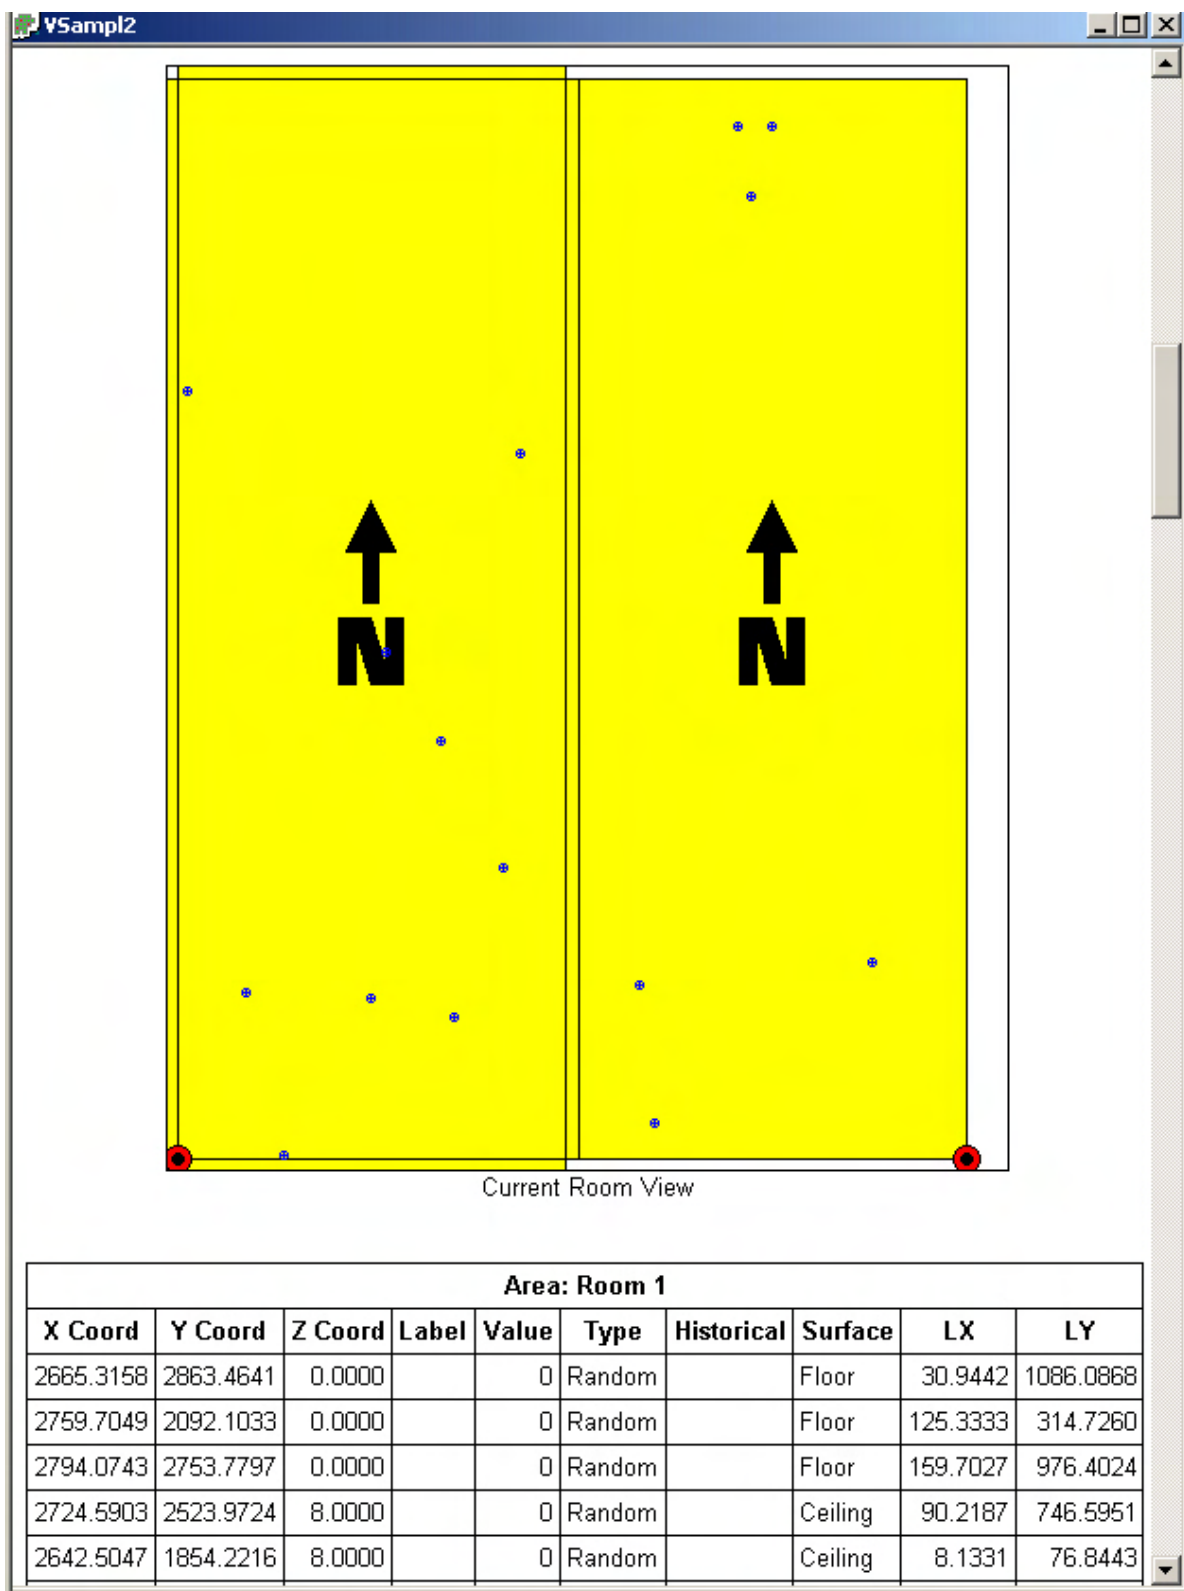 VSampl2
N N
Current Room View
Area: Room 1
X Coord Y Coord Z Coord Label Value Type Historical Surface LX LY
2665.3158 2863.4641 0.0000 0 Random Floor 30.9442 1086.0868
2759.7049 2092.1033 0.0000 0 Random Floor 125.3333 314.7260
2794.0743 2753.7797 0.0000 0 Random Floor 159.7027 976.4024
2724.5903 2523.9724 8.0000 0 Random Ceiling 90.2187 746.5951
2642.5047 1854.2216 8.0000 0 Random Ceiling 8.1331 76.8443